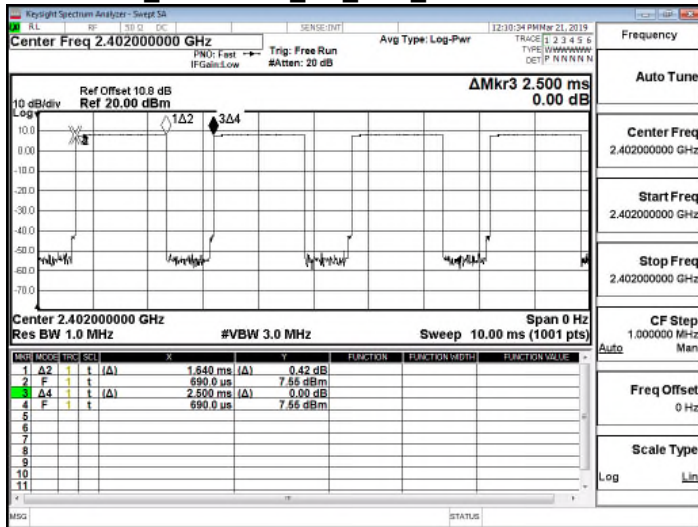 Keysight Spectrum Analyzer - Swept SA
RL RF 50 Ω DC SENSE:INT 12:10:34 PM Mar 21, 2019
Center Freq 2.402000000 GHz
PNO: Fast
IFGain:Low
Trig: Free Run
#Atten: 20 dB
Avg Type: Log-Pwr
TRACE 1 2 3 4 5 6
TYPE WWWWWW
DET P N N N N N
Ref Offset 10.8 dB
10 dB/div Ref 20.00 dBm
ΔMkr3 2.500 ms
0.00 dB
Log
10.0
0.00
-10.0
-20.0
-30.0
-40.0
-50.0
-60.0
-70.0
1Δ2
3Δ4
Center 2.402000000 GHz Span 0 Hz
Res BW 1.0 MHz #VBW 3.0 MHz Sweep 10.00 ms (1001 pts)
MKR MODE TRC SCL X Y FUNCTION FUNCTION WIDTH FUNCTION VALUE
1 Δ2 1 t (Δ) 1.640 ms (Δ) 0.42 dB
2 F 1 t 690.0 us 7.55 dBm
3 Δ4 1 t (Δ) 2.500 ms (Δ) 0.00 dB
4 F 1 t 690.0 us 7.55 dBm
5
6
7
8
9
10
11
MSG STATUS
Frequency
Auto Tune
Center Freq
2.402000000 GHz
Start Freq
2.402000000 GHz
Stop Freq
2.402000000 GHz
CF Step
1.000000 MHz
Auto Man
Freq Offset
0 Hz
Scale Type
Log Lin